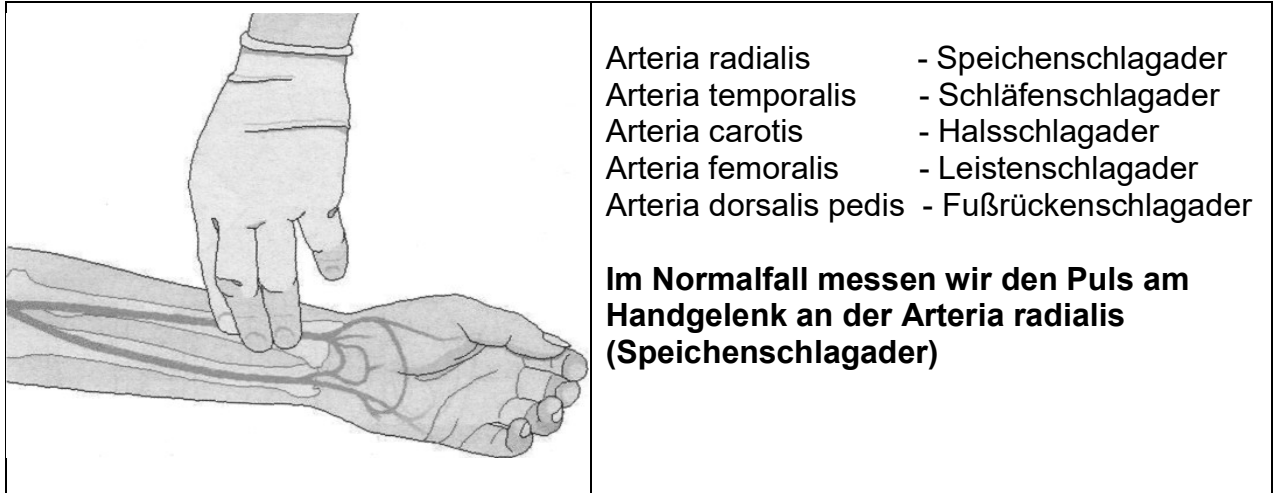 Arteria radialis - Speichenschlagader
Arteria temporalis - Schläfenschlagader
Arteria carotis - Halsschlagader
Arteria femoralis - Leistenschlagader
Arteria dorsalis pedis - Fußrückenschlagader
Im Normalfall messen wir den Puls am
Handgelenk an der Arteria radialis
(Speichenschlagader)